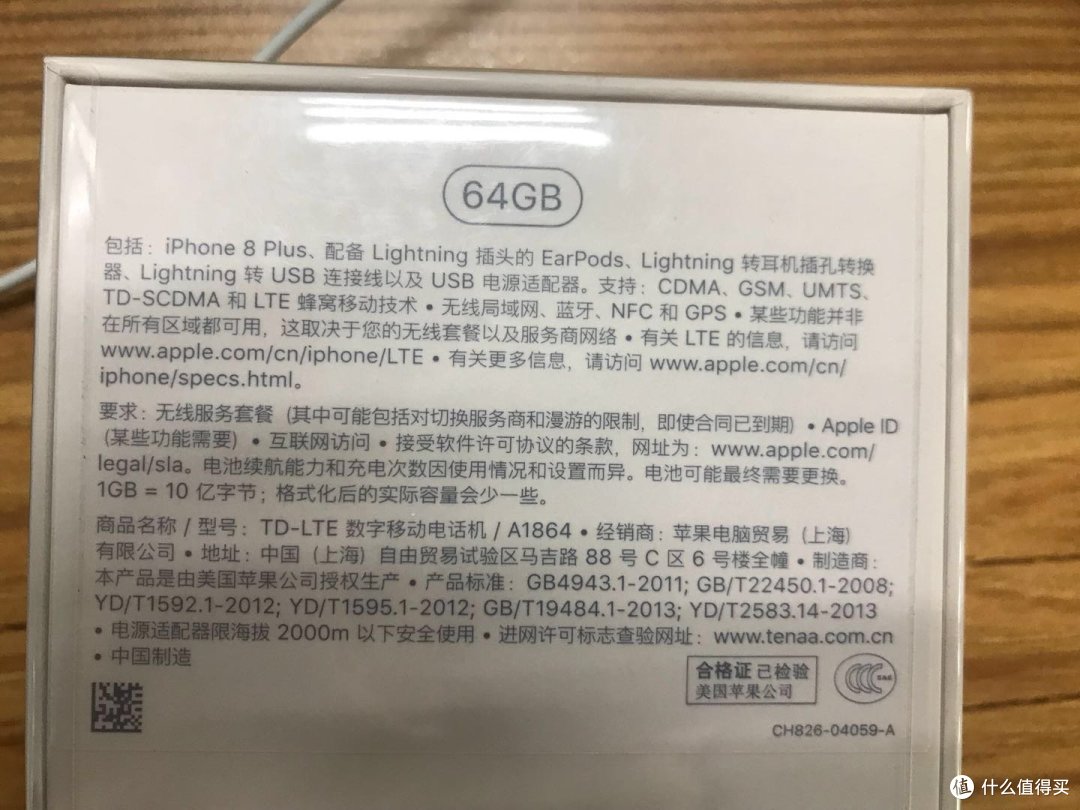 64GB
包括：iPhone 8 Plus、配备 Lightning 插头的 EarPods、Lightning 转耳机插孔转换
器、Lightning 转 USB 连接线以及 USB 电源适配器。支持：CDMA、GSM、UMTS、
TD-SCDMA 和 LTE 蜂窝移动技术 • 无线局域网、蓝牙、NFC 和 GPS • 某些功能并非
在所有区域都可用，这取决于您的无线套餐以及服务商网络 • 有关 LTE 的信息，请访问
www.apple.com/cn/iphone/LTE • 有关更多信息，请访问 www.apple.com/cn/
iphone/specs.html。
要求：无线服务套餐（其中可能包括对切换服务商和漫游的限制，即使合同已到期）• Apple ID
（某些功能需要）• 互联网访问 • 接受软件许可协议的条款，网址为：www.apple.com/
legal/sla。电池续航能力和充电次数因使用情况和设置而异。电池可能最终需要更换。
1GB = 10 亿字节；格式化后的实际容量会少一些。
商品名称 / 型号：TD-LTE 数字移动电话机 / A1864 • 经销商：苹果电脑贸易（上海）
有限公司 • 地址：中国（上海）自由贸易试验区马吉路 88 号 C 区 6 号楼全幢 • 制造商：
本产品是由美国苹果公司授权生产 • 产品标准：GB4943.1-2011; GB/T22450.1-2008;
YD/T1592.1-2012; YD/T1595.1-2012; GB/T19484.1-2013; YD/T2583.14-2013
• 电源适配器限海拔 2000m 以下安全使用 • 进网许可标志查验网址：www.tenaa.com.cn
• 中国制造
合格证 已检验
美国苹果公司
CH826-04059-A
值 什么值得买